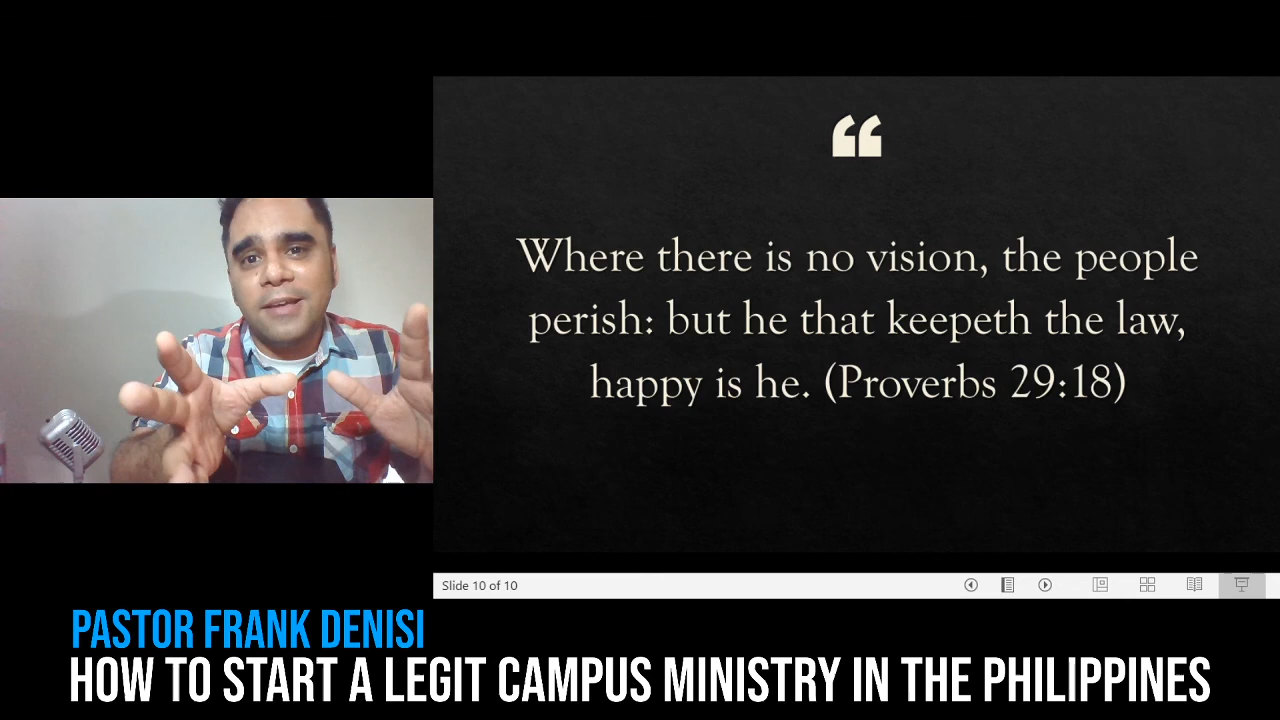 “
Where there is no vision, the people
perish: but he that keepeth the law,
happy is he. (Proverbs 29:18)
Slide 10 of 10
PASTOR FRANK DENISI
HOW TO START A LEGIT CAMPUS MINISTRY IN THE PHILIPPINES